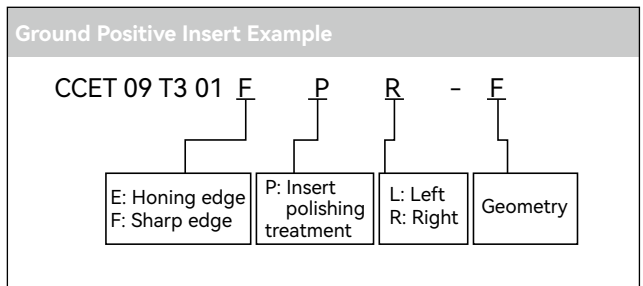 Ground Positive Insert Example
CCET 09 T3 01 F P R - F
E: Honing edge
F: Sharp edge
P: Insert
polishing
treatment
L: Left
R: Right
Geometry